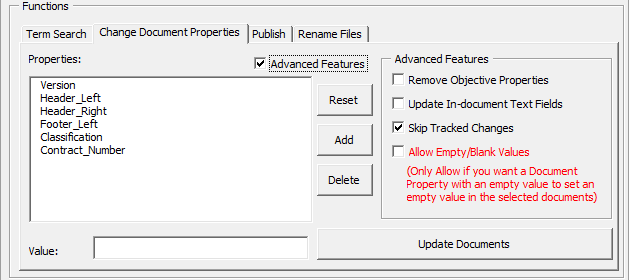 Functions
Term Search
Change Document Properties
Publish
Rename Files
Properties:
Advanced Features
Version
Header_Left
Header_Right
Footer_Left
Classification
Contract_Number
Reset
Add
Delete
Advanced Features
Remove Objective Properties
Update In-document Text Fields
Skip Tracked Changes
Allow Empty/Blank Values
(Only Allow if you want a Document
Property with an empty value to set an
empty value in the selected documents)
Value:
Update Documents